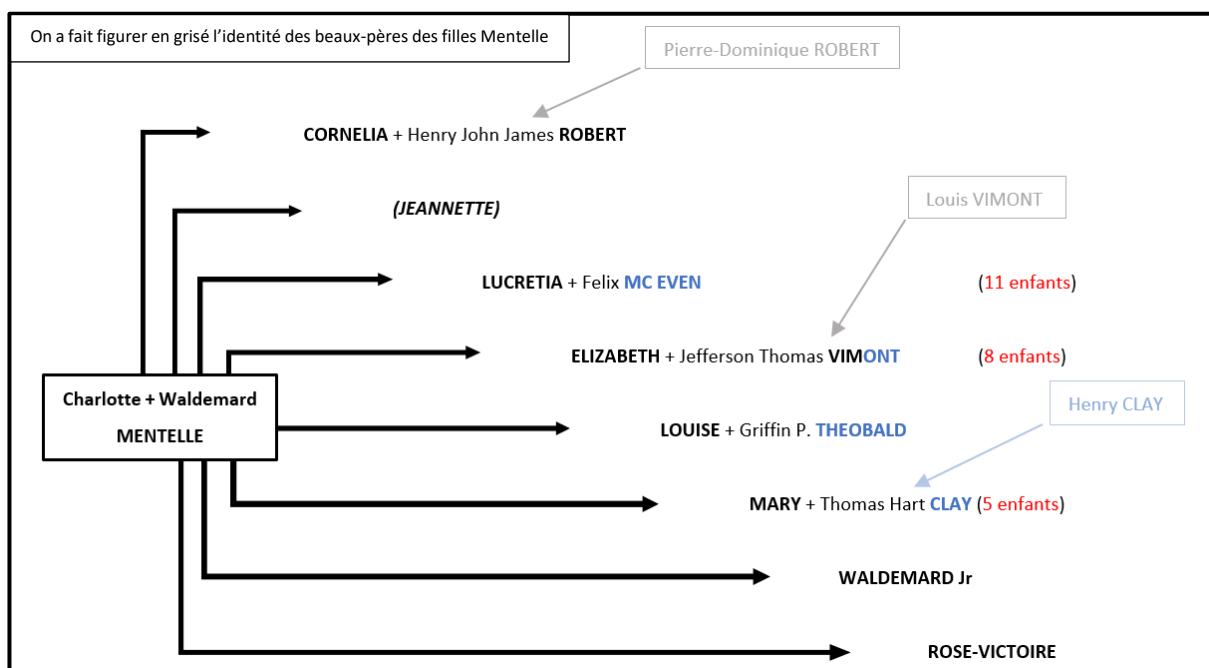 On a fait figurer en grisé l’identité des beaux-pères des filles Mentelle
Pierre-Dominique ROBERT
CORNELIA + Henry John James ROBERT
Louis VIMONT
(JEANNETTE)
LUCRETIA + Felix MC EVEN (11 enfants)
ELIZABETH + Jefferson Thomas VIMONT (8 enfants)
Charlotte + Waldemard
MENTELLE
Henry CLAY
LOUISE + Griffin P. THEOBALD
MARY + Thomas Hart CLAY (5 enfants)
WALDEMARD Jr
ROSE-VICTOIRE